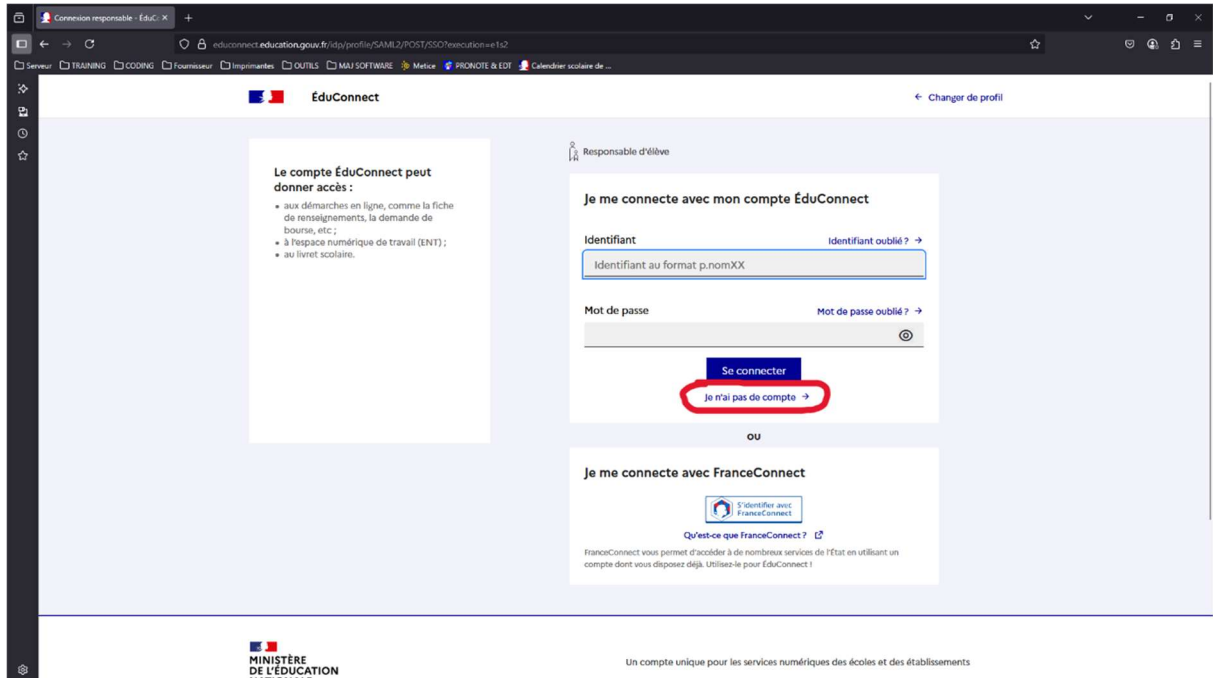 Connexion responsable - ÉduCo
educonnect.education.gouv.fr/idp/profile/SAML2/POST/SSO?execution=e1s2
Serveur TRAINING CODING Fournisseur Imprimantes OUTILS MAJ SOFTWARE Metice PRONOTE & EDT Calendrier scolaire de ...
ÉduConnect
← Changer de profil
Le compte ÉduConnect peut
donner accès :
• aux démarches en ligne, comme la fiche
de renseignements, la demande de
bourse, etc ;
• à l'espace numérique de travail (ENT) ;
• au livret scolaire.
Responsable d'élève
Je me connecte avec mon compte ÉduConnect
Identifiant Identifiant oublié ? →
Identifiant au format p.nomXX
Mot de passe Mot de passe oublié ? →
Se connecter
Je n'ai pas de compte →
OU
Je me connecte avec FranceConnect
S'identifier avec
FranceConnect
Qu'est-ce que FranceConnect ?
FranceConnect vous permet d'accéder à de nombreux services de l'État en utilisant un
compte dont vous disposez déjà. Utilisez-le pour ÉduConnect !
MINISTÈRE
DE L'ÉDUCATION
Un compte unique pour les services numériques des écoles et des établissements